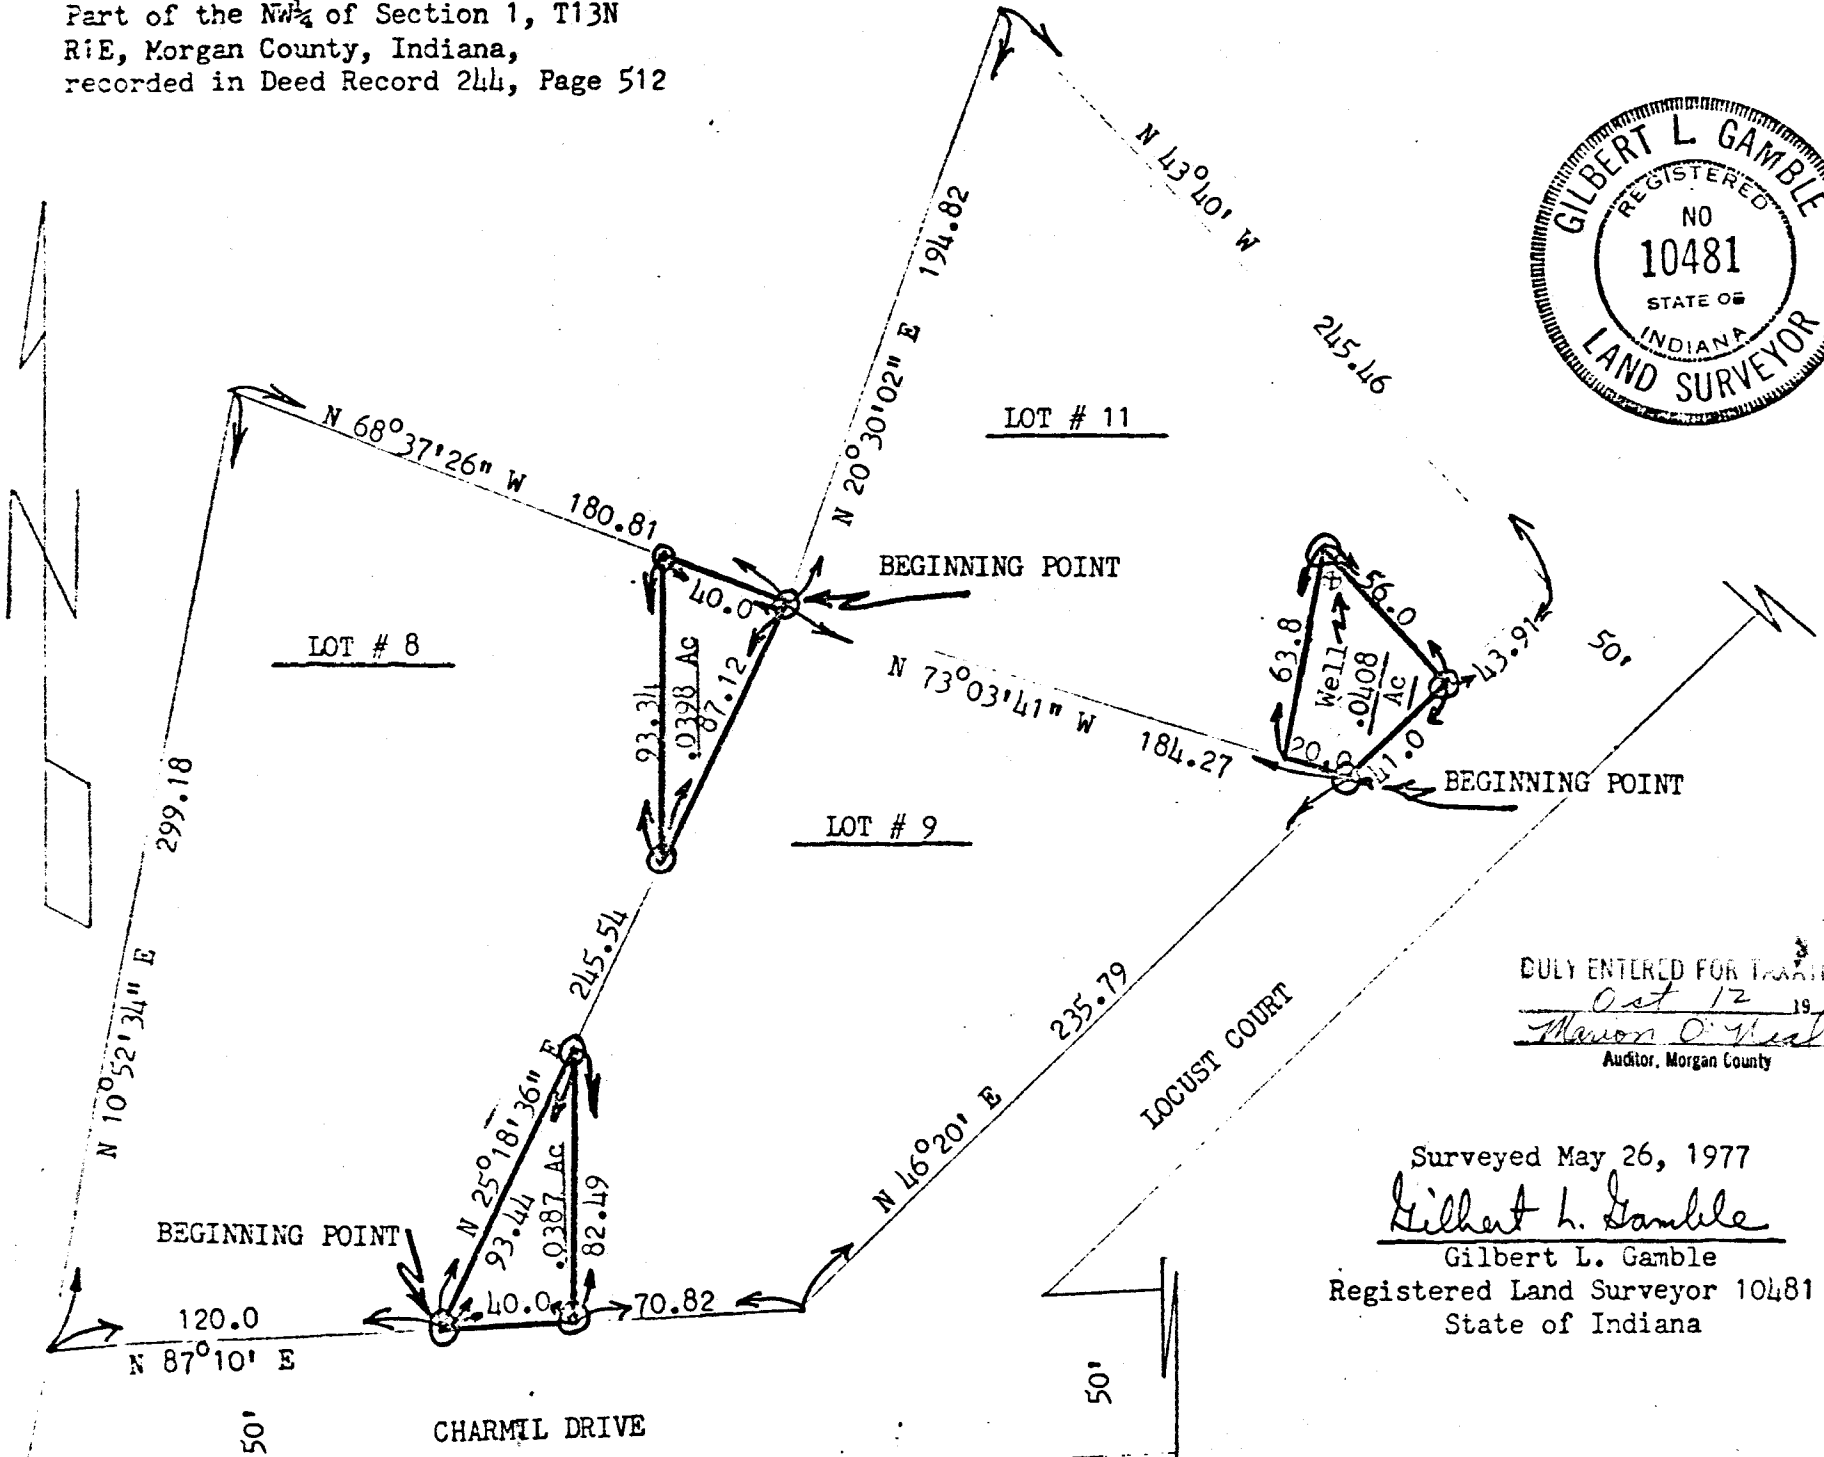 Part of the NW¼ of Section 1, T13N
R1E, Morgan County, Indiana,
recorded in Deed Record 244, Page 512
GILBERT L. GAMBLE
REGISTERED
NO
10481
STATE OF
INDIANA
LAND SURVEYOR
N 43°40' W
245.46
194.82
N 20°30'02" E
LOT # 11
N 68°37'26" W
180.81
BEGINNING POINT
40.0
LOT # 8
93.34
.0398 Ac
87.12
N 73°03'41" W
184.27
63.8
Well
.0408
Ac
56.0
43.91
50'
20.0
41.0
BEGINNING POINT
299.18
N 10°52'34" E
LOT # 9
245.54
235.79
N 46°20' E
LOCUST COURT
N 25°18'36" E
93.44
.0387 Ac
82.49
BEGINNING POINT
120.0
40.0
70.82
N 87°10' E
50'
CHARMIL DRIVE
50'
N
DULY ENTERED FOR
Oct 12 19
Marion O'Neal
Auditor, Morgan County
Surveyed May 26, 1977
Gilbert L. Gamble
Gilbert L. Gamble
Registered Land Surveyor 10481
State of Indiana